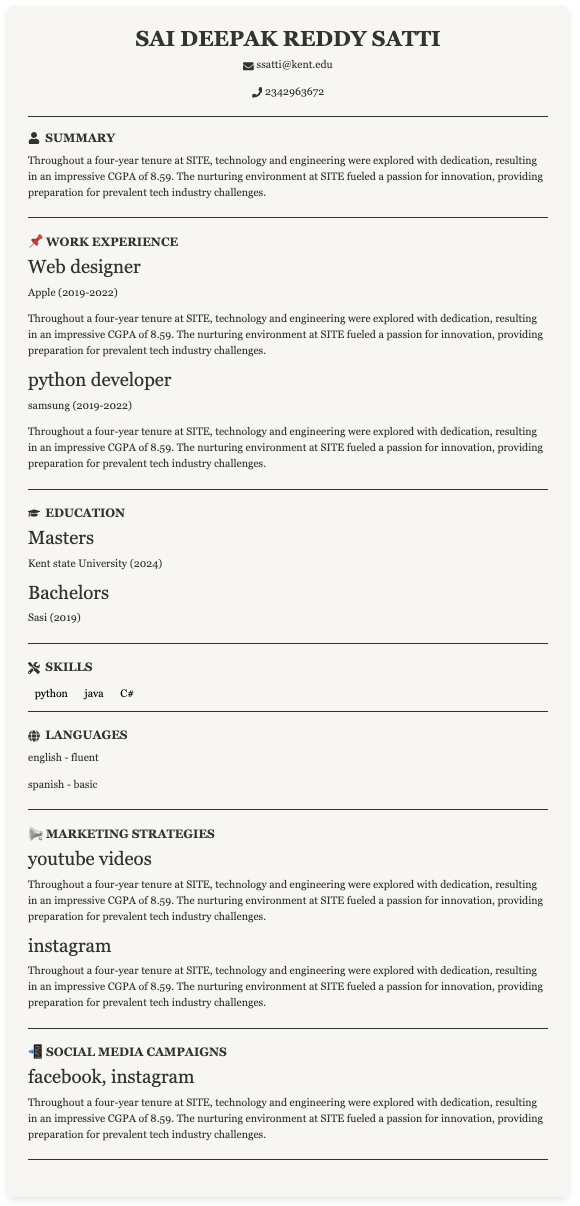 SAI DEEPAK REDDY SATTI
ssatti@kent.edu
2342963672
SUMMARY
Throughout a four-year tenure at SITE, technology and engineering were explored with dedication, resulting
in an impressive CGPA of 8.59. The nurturing environment at SITE fueled a passion for innovation, providing
preparation for prevalent tech industry challenges.
WORK EXPERIENCE
Web designer
Apple (2019-2022)
Throughout a four-year tenure at SITE, technology and engineering were explored with dedication, resulting
in an impressive CGPA of 8.59. The nurturing environment at SITE fueled a passion for innovation, providing
preparation for prevalent tech industry challenges.
python developer
samsung (2019-2022)
Throughout a four-year tenure at SITE, technology and engineering were explored with dedication, resulting
in an impressive CGPA of 8.59. The nurturing environment at SITE fueled a passion for innovation, providing
preparation for prevalent tech industry challenges.
EDUCATION
Masters
Kent state University (2024)
Bachelors
Sasi (2019)
SKILLS
python java C#
LANGUAGES
english - fluent
spanish - basic
MARKETING STRATEGIES
youtube videos
Throughout a four-year tenure at SITE, technology and engineering were explored with dedication, resulting
in an impressive CGPA of 8.59. The nurturing environment at SITE fueled a passion for innovation, providing
preparation for prevalent tech industry challenges.
instagram
Throughout a four-year tenure at SITE, technology and engineering were explored with dedication, resulting
in an impressive CGPA of 8.59. The nurturing environment at SITE fueled a passion for innovation, providing
preparation for prevalent tech industry challenges.
SOCIAL MEDIA CAMPAIGNS
facebook, instagram
Throughout a four-year tenure at SITE, technology and engineering were explored with dedication, resulting
in an impressive CGPA of 8.59. The nurturing environment at SITE fueled a passion for innovation, providing
preparation for prevalent tech industry challenges.